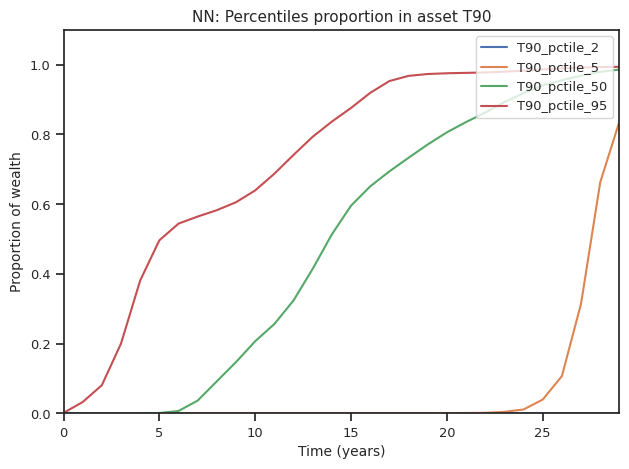 NN: Percentiles proportion in asset T90
T90_pctile_2
T90_pctile_5
T90_pctile_50
T90_pctile_95
Proportion of wealth
1.0
0.8
0.6
0.4
0.2
0.0
0 5 10 15 20 25
Time (years)